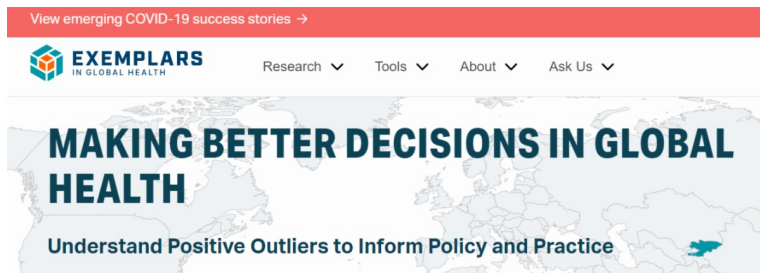 View emerging COVID-19 success stories →
EXEMPLARS
IN GLOBAL HEALTH
Research
Tools
About
Ask Us
MAKING BETTER DECISIONS IN GLOBAL
HEALTH
Understand Positive Outliers to Inform Policy and Practice